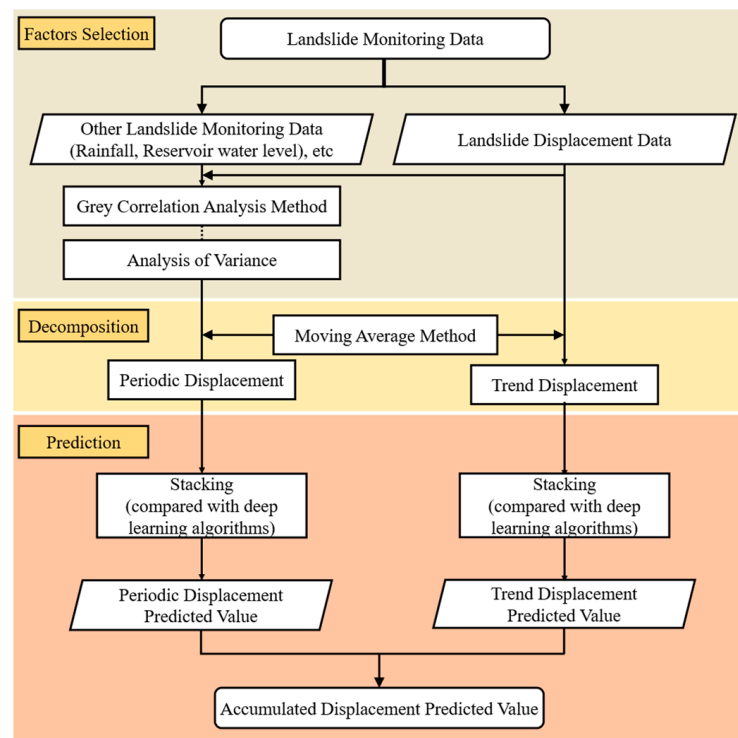 Factors Selection
Landslide Monitoring Data
Other Landslide Monitoring Data
(Rainfall, Reservoir water level), etc
Landslide Displacement Data
Grey Correlation Analysis Method
Analysis of Variance
Decomposition
Moving Average Method
Periodic Displacement
Trend Displacement
Prediction
Stacking
(compared with deep
learning algorithms)
Stacking
(compared with deep
learning algorithms)
Periodic Displacement
Predicted Value
Trend Displacement
Predicted Value
Accumulated Displacement Predicted Value